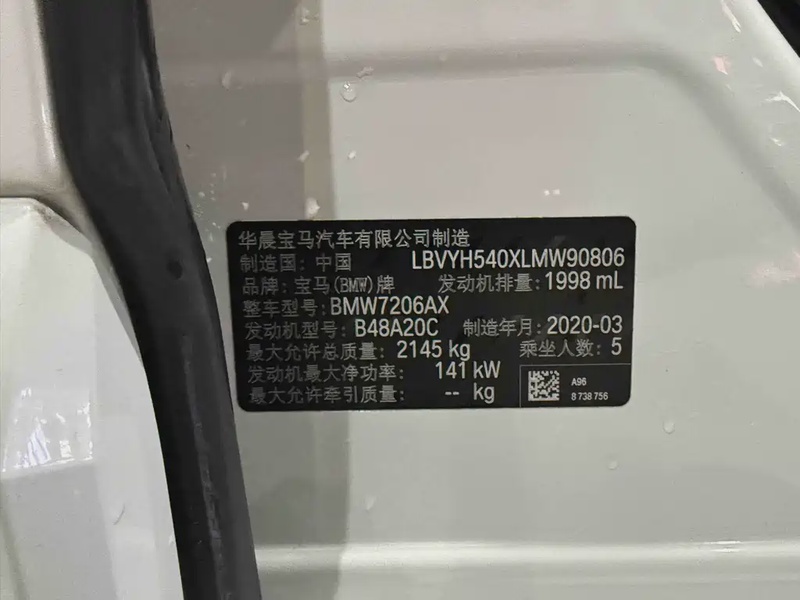 华晨宝马汽车有限公司制造
制造国：中国 LBVYH540XLMW90806
品牌：宝马(BMW)牌 发动机排量：1998 mL
整车型号：BMW7206AX
发动机型号：B48A20C 制造年月：2020-03
最大允许总质量：2145 kg 乘坐人数：5
发动机最大净功率：141 kW
最大允许牵引质量：-- kg
A96
8 738 756